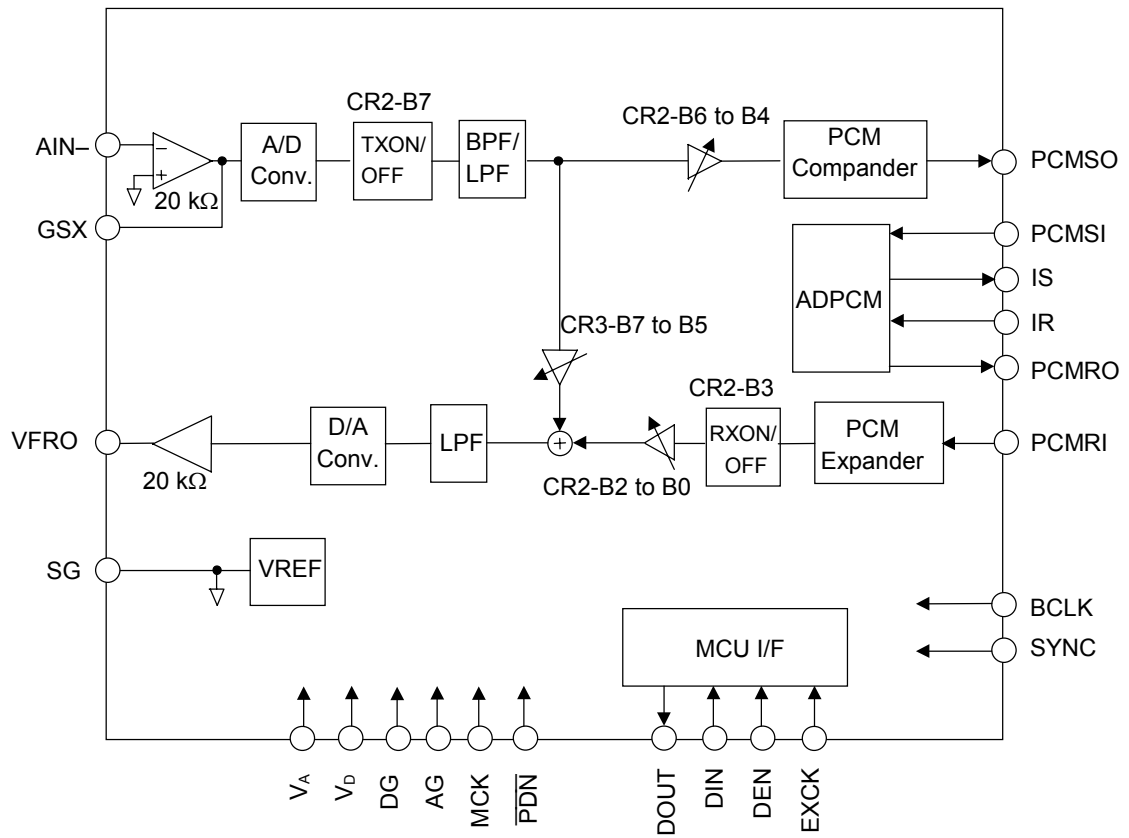 CR2-B7
CR2-B6 to B4
AIN–
–
+
20 kΩ
A/D
Conv.
TXON/
OFF
BPF/
LPF
PCM
Compander
PCMSO
GSX
PCMSI
ADPCM
IS
IR
PCMRO
CR3-B7 to B5
CR2-B3
VFRO
20 kΩ
D/A
Conv.
LPF
+
CR2-B2 to B0
RXON/
OFF
PCM
Expander
PCMRI
SG
VREF
BCLK
SYNC
MCU I/F
VA
VD
DG
AG
MCK
PDN
DOUT
DIN
DEN
EXCK